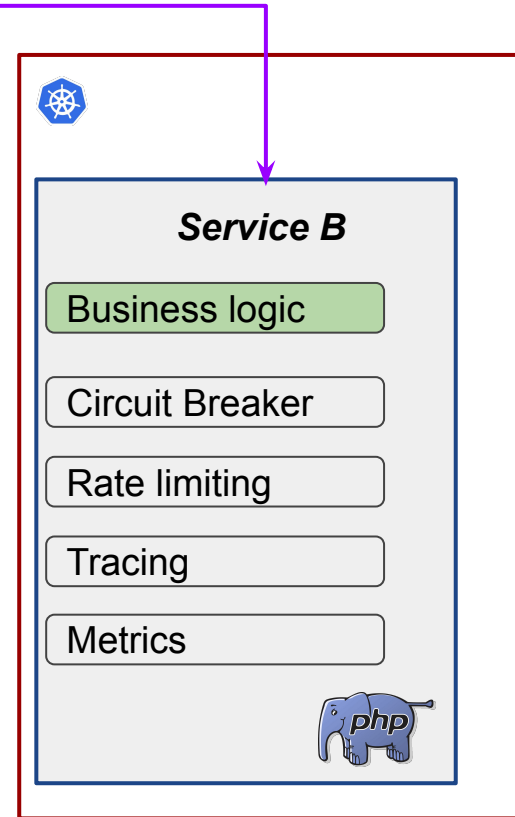 Service B
Business logic
Circuit Breaker
Rate limiting
Tracing
Metrics
php